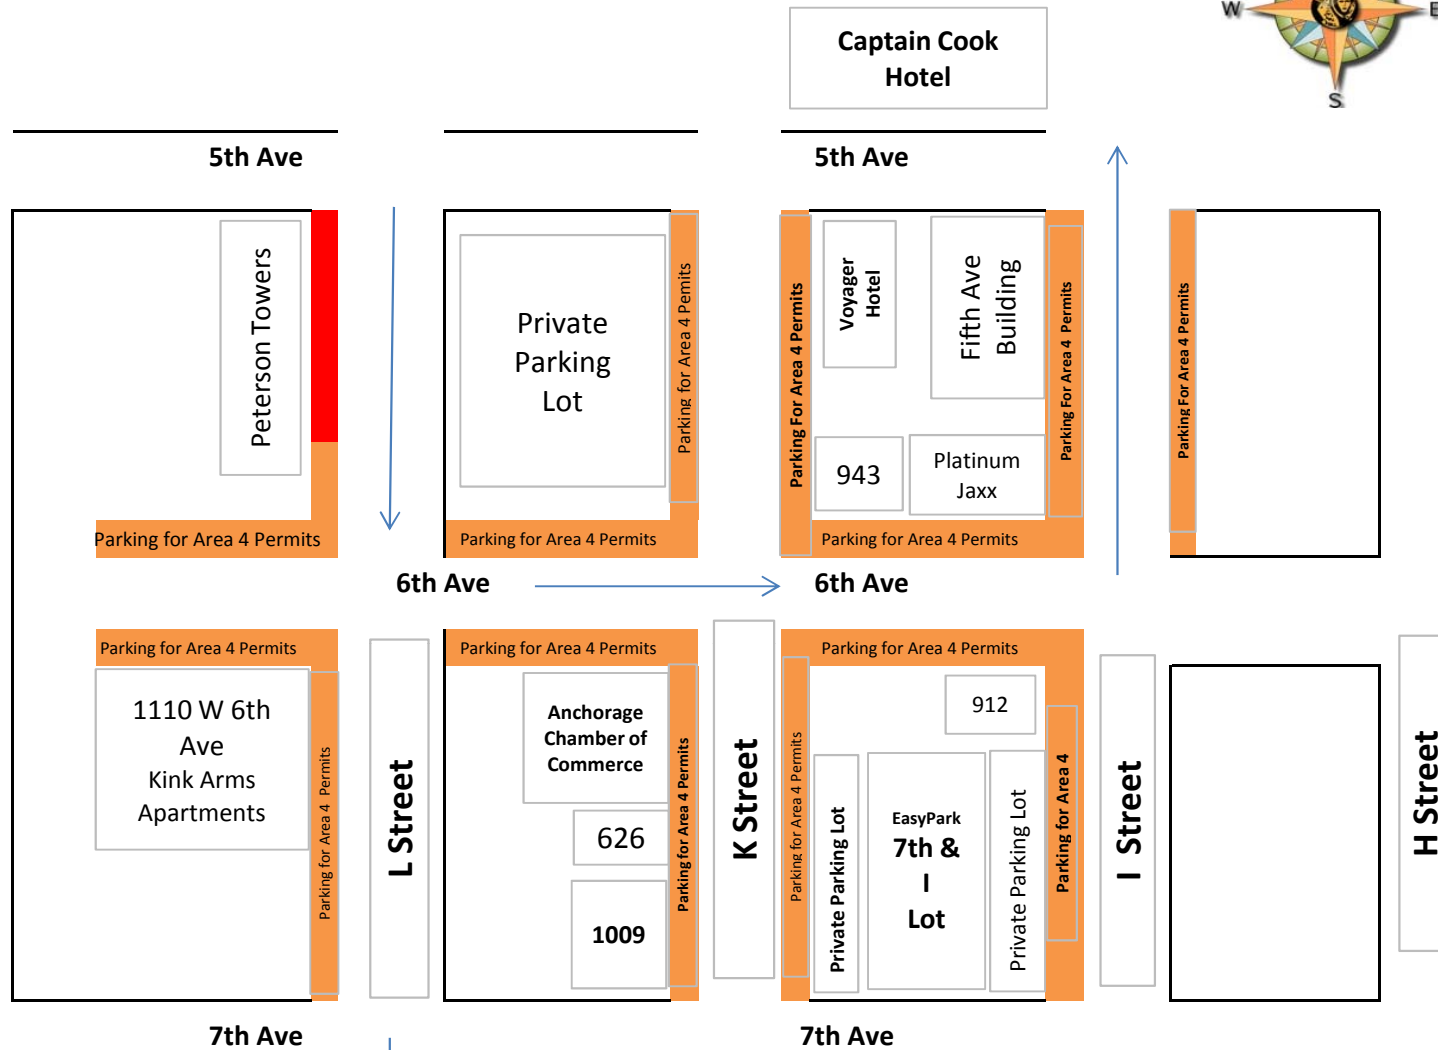 W
E
S
Captain Cook
Hotel
5th Ave
5th Ave
Peterson Towers
Private
Parking
Lot
Parking for Area 4 Pemits
Parking For Area 4 Permits
Voyager
Hotel
Fifth Ave
Building
Parking For Area 4 Permits
Parking For Area 4 Permits
943
Platinum
Jaxx
Parking for Area 4 Permits
Parking for Area 4 Permits
Parking for Area 4 Permits
6th Ave
6th Ave
Parking for Area 4 Permits
Parking for Area 4 Permits
Parking for Area 4 Permits
1110 W 6th
Ave
Kink Arms
Apartments
Parking for Area 4 Permits
L Street
Anchorage
Chamber of
Commerce
626
1009
Parking for Area 4 Permits
K Street
Parking for Area 4 Permits
Private Parking Lot
EasyPark
7th &
I
Lot
912
Private Parking Lot
Parking for Area 4
I Street
H Street
7th Ave
7th Ave